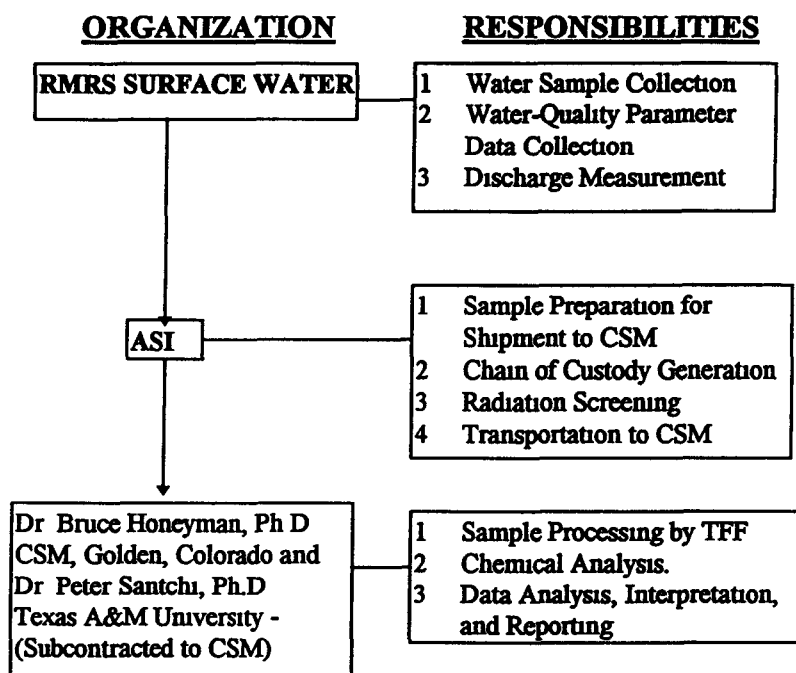 ORGANIZATION
RESPONSIBILITIES
RMRS SURFACE WATER
1 Water Sample Collection
2 Water-Quality Parameter
Data Collection
3 Discharge Measurement
ASI
1 Sample Preparation for
Shipment to CSM
2 Chain of Custody Generation
3 Radiation Screening
4 Transportation to CSM
Dr Bruce Honeyman, Ph D
CSM, Golden, Colorado and
Dr Peter Santchi, Ph.D
Texas A&M University -
(Subcontracted to CSM)
1 Sample Processing by TFF
2 Chemical Analysis.
3 Data Analysis, Interpretation,
and Reporting